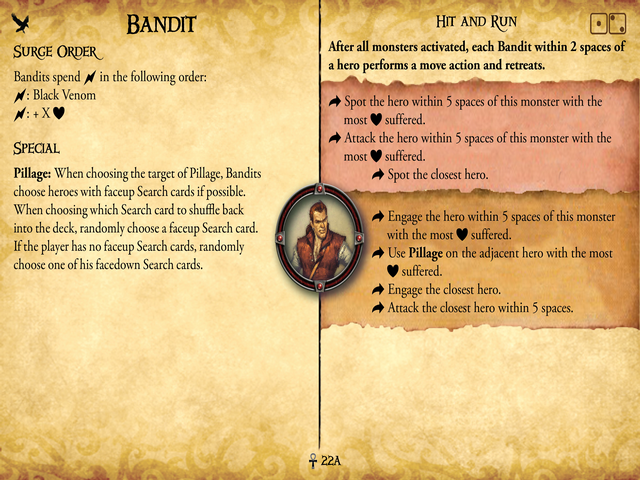 Bandit
Surge Order
Bandits spend in the following order:
: Black Venom
: + X ♥
Special
Pillage: When choosing the target of Pillage, Bandits
choose heroes with faceup Search cards if possible.
When choosing which Search card to shuffle back
into the deck, randomly choose a faceup Search card.
If the player has no faceup Search cards, randomly
choose one of his facedown Search cards.
Hit and Run
After all monsters activated, each Bandit within 2 spaces of
a hero performs a move action and retreats.
Spot the hero within 5 spaces of this monster with the
most ♥ suffered.
Attack the hero within 5 spaces of this monster with the
most ♥ suffered.
Spot the closest hero.
Engage the hero within 5 spaces of this monster
with the most ♥ suffered.
Use Pillage on the adjacent hero with the most
♥ suffered.
Engage the closest hero.
Attack the closest hero within 5 spaces.
22A